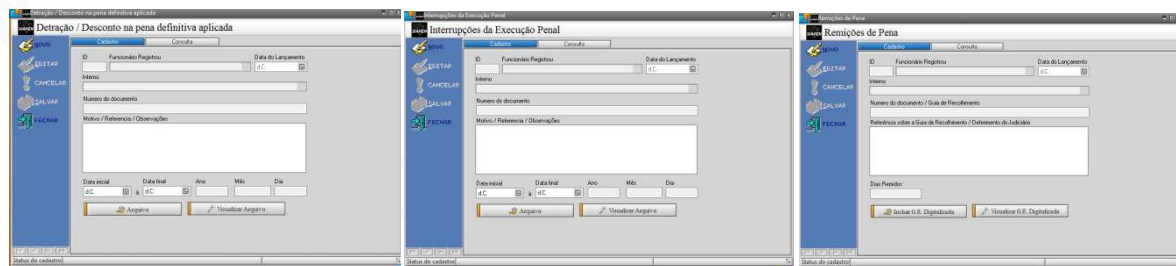 Detração / Desconto na pena definitiva aplicada
Detração / Desconto na pena definitiva aplicada
NOVO
EDITAR
CANCELAR
SALVAR
FECHAR
Cadastro
Consulta
ID
Funcionário Registrou
Data do Lançamento
d.C.
Interno
Numero do documento
Motivo / Referencia / Observações
Data inicial
Data final
Ano
Mês
Dia
d.C.
à
d.C.
Arquivo
Visualizar Arquivo
Status do cadastro
Interrupções da Execução Penal
Interrupções da Execução Penal
NOVO
EDITAR
CANCELAR
SALVAR
FECHAR
Cadastro
Consulta
ID
Funcionário Registrou
Data do Lançamento
d.C.
Interno
Numero do documento
Motivo / Referencia / Observações
Data inicial
Data final
Ano
Mês
Dia
d.C.
à
d.C.
Arquivo
Visualizar Arquivo
Status do cadastro
Remições de Pena
Remições de Pena
NOVO
EDITAR
CANCELAR
SALVAR
FECHAR
Cadastro
Consulta
ID
Funcionário Registrou
Data do Lançamento
d.C.
Interno
Numero do documento / Guia de Recolhimento
Referência sobre a Guia de Recolhimento / Deferimento do Judiciário
Dias Remidos
Incluir G.R. Digitalizada
Visualizar G.R. Digitalizada
Status do cadastro